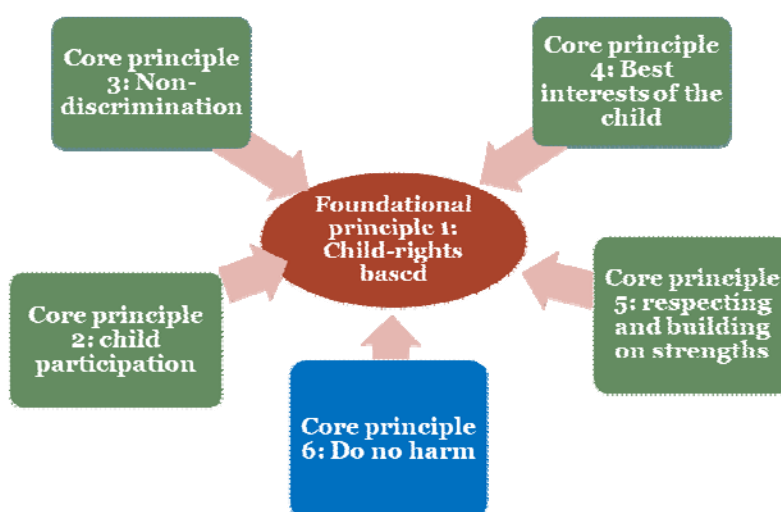 Core principle
3: Non-
discrimination
Core principle
4: Best
interests of the
child
Foundational
principle 1:
Child-rights
based
Core principle
2: child
participation
Core principle
5: respecting
and building
on strengths
Core principle
6: Do no harm